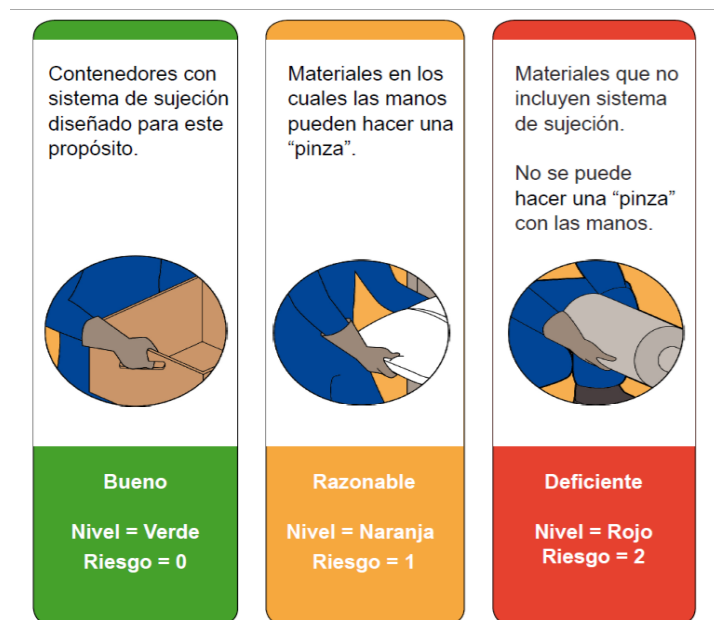 Contenedores con
sistema de sujeción
diseñado para este
propósito.
Bueno
Nivel = Verde
Riesgo = 0
Materiales en los
cuales las manos
pueden hacer una
“pinza”.
Razonable
Nivel = Naranja
Riesgo = 1
Materiales que no
incluyen sistema
de sujeción.
No se puede
hacer una “pinza”
con las manos.
Deficiente
Nivel = Rojo
Riesgo = 2